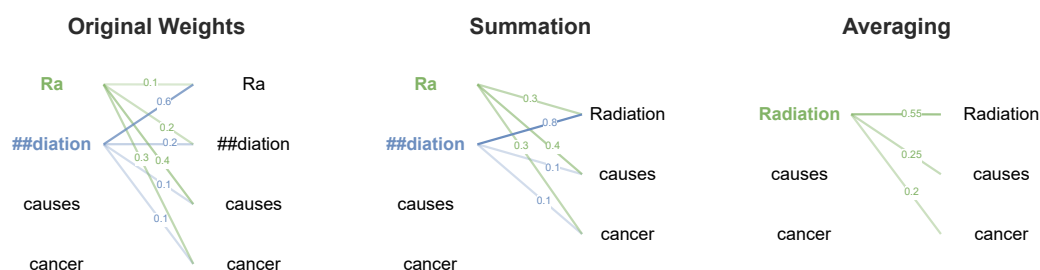 Original Weights
Summation
Averaging
Ra
0.1
Ra
0.6
0.2
##diation
0.2
##diation
0.3
0.4
0.1
causes
causes
0.1
cancer
cancer
Ra
0.3
Radiation
0.8
##diation
0.3
0.4
0.1
causes
causes
0.1
cancer
cancer
Radiation
0.55
Radiation
0.25
causes
causes
0.2
cancer
cancer